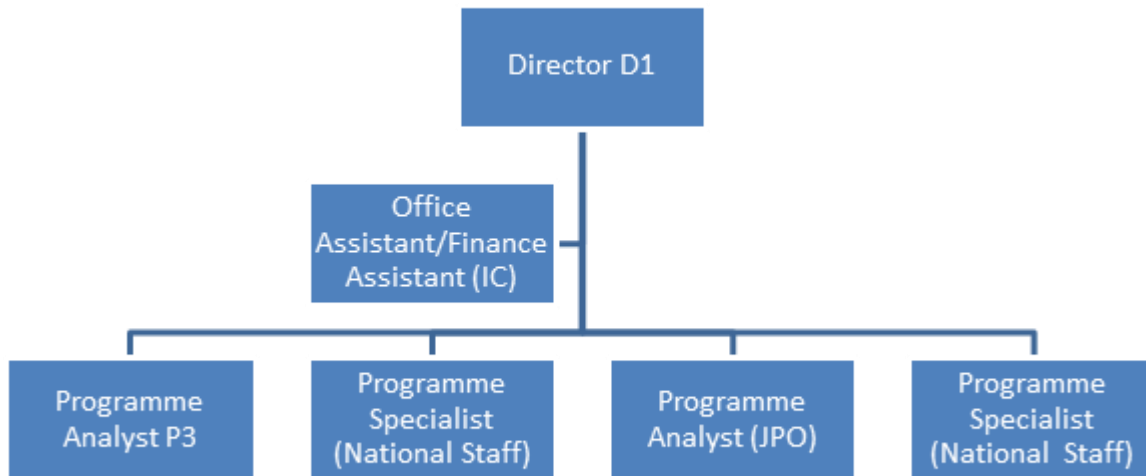 Director D1
Office
Assistant/Finance
Assistant (IC)
Programme
Analyst P3
Programme
Specialist
(National Staff)
Programme
Analyst (JPO)
Programme
Specialist
(National Staff)